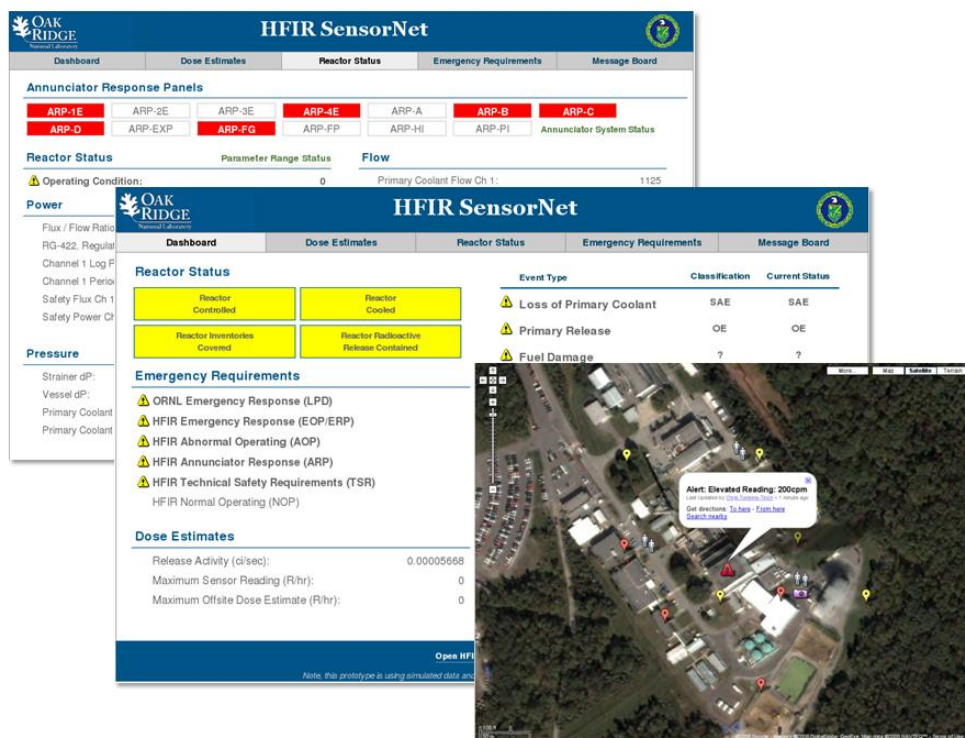 OAK
RIDGE
National Laboratory
HFIR SensorNet
Dashboard Dose Estimates Reactor Status Emergency Requirements Message Board
Annunciator Response Panels
ARP-1E ARP-2E ARP-3E ARP-4E ARP-A ARP-B ARP-C
ARP-D ARP-EXP ARP-FG ARP-FP ARP-HI ARP-PI Annunciator System Status
Reactor Status Parameter Range Status Flow
Operating Condition: 0 Primary Coolant Flow Ch 1: 1125
Power
Flux / Flow Ratio
RG-422, Regulat
Channel 1 Log P
Channel 1 Perio
Safety Flux Ch 1
Safety Power Ch
Pressure
Strainer dP:
Vessel dP:
Primary Coolant
Primary Coolant
OAK
RIDGE
National Laboratory
HFIR SensorNet
Dashboard Dose Estimates Reactor Status Emergency Requirements Message Board
Reactor Status
Reactor
Controlled
Reactor
Cooled
Reactor Inventories
Covered
Reactor Radioactive
Release Contained
Event Type Classification Current Status
Loss of Primary Coolant SAE SAE
Primary Release OE OE
Fuel Damage ? ?
Emergency Requirements
ORNL Emergency Response (LPD)
HFIR Emergency Response (EOP/ERP)
HFIR Abnormal Operating (AOP)
HFIR Annunciator Response (ARP)
HFIR Technical Safety Requirements (TSR)
HFIR Normal Operating (NOP)
Dose Estimates
Release Activity (ci/sec): 0.00005668
Maximum Sensor Reading (R/hr): 0
Maximum Offsite Dose Estimate (R/hr): 0
Open HFI
Note, this prototype is using simulated data and
More... Map Satellite Terrain
Alert: Elevated Reading: 200cpm
Last Updated by 1 minute ago
Get directions: To here - From here
Search nearby